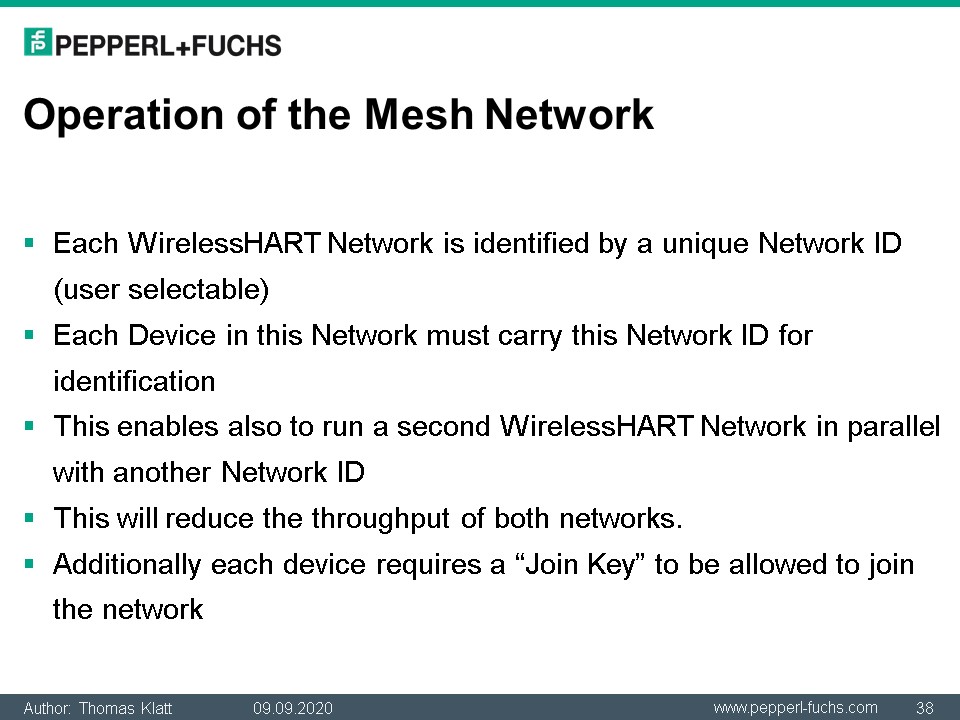 PEPPERL+FUCHS
Operation of the Mesh Network
Each WirelessHART Network is identified by a unique Network ID
(user selectable)
Each Device in this Network must carry this Network ID for
identification
This enables also to run a second WirelessHART Network in parallel
with another Network ID
This will reduce the throughput of both networks.
Additionally each device requires a “Join Key” to be allowed to join
the network
Author: Thomas Klatt 09.09.2020 www.pepperl-fuchs.com 38